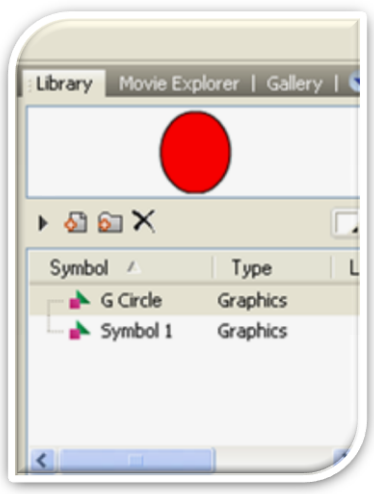 Library Movie Explorer | Gallery |
Symbol Type L
G Circle Graphics
Symbol 1 Graphics